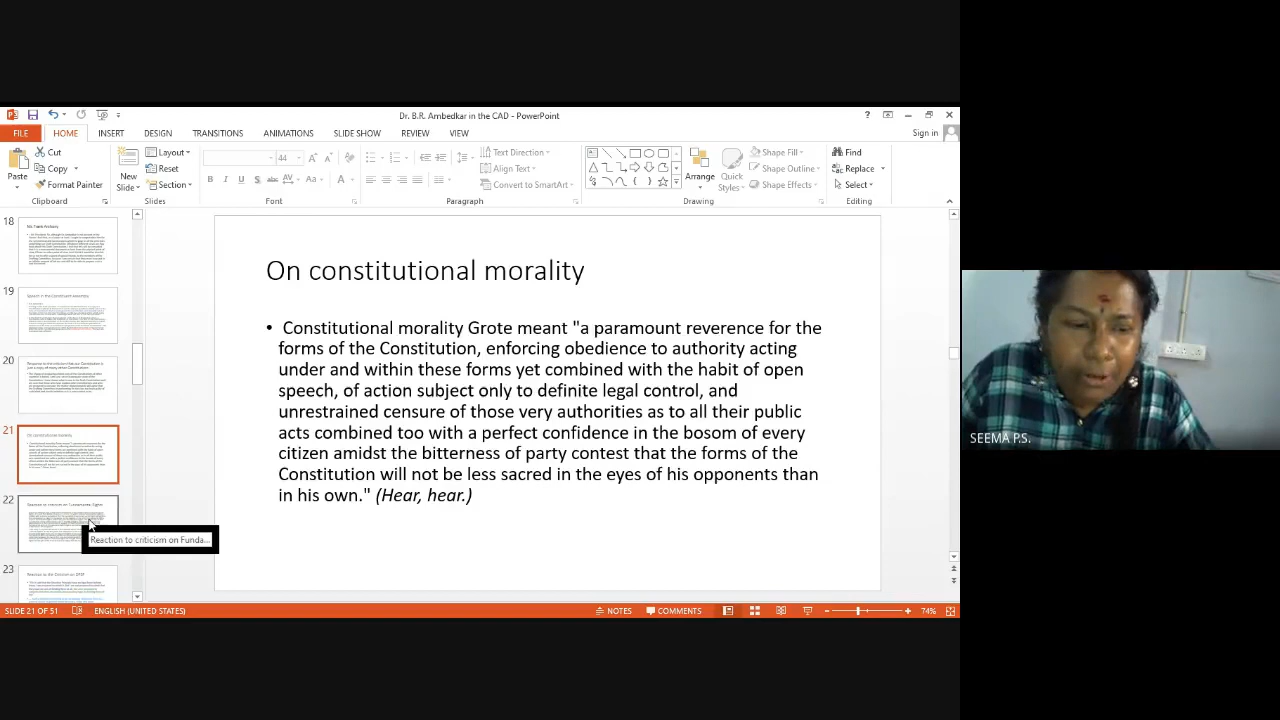 Dr. B.R. Ambedkar in the CAD - PowerPoint
FILE HOME INSERT DESIGN TRANSITIONS ANIMATIONS SLIDE SHOW REVIEW VIEW Sign in
Paste
Cut
Copy
Format Painter
Clipboard
New Slide
Layout
Reset
Section
Slides
44
B I U S abc AV Aa A
Font
Text Direction
Align Text
Convert to SmartArt
Paragraph
Arrange
Quick Styles
Shape Fill
Shape Outline
Shape Effects
Drawing
Find
Replace
Select
Editing
18
19
20
21
On constitutional morality
22
Reaction to criticism on Funda...
23
On constitutional morality
• Constitutional morality Grote meant "a paramount reverence for the
forms of the Constitution, enforcing obedience to authority acting
under and within these forms yet combined with the habit of open
speech, of action subject only to definite legal control, and
unrestrained censure of those very authorities as to all their public
acts combined too with a perfect confidence in the bosom of every
citizen amidst the bitterness of party contest that the forms of the
Constitution will not be less sacred in the eyes of his opponents than
in his own." (Hear, hear.)
SEEMA P.S.
SLIDE 21 OF 51 ENGLISH (UNITED STATES) NOTES COMMENTS 74%